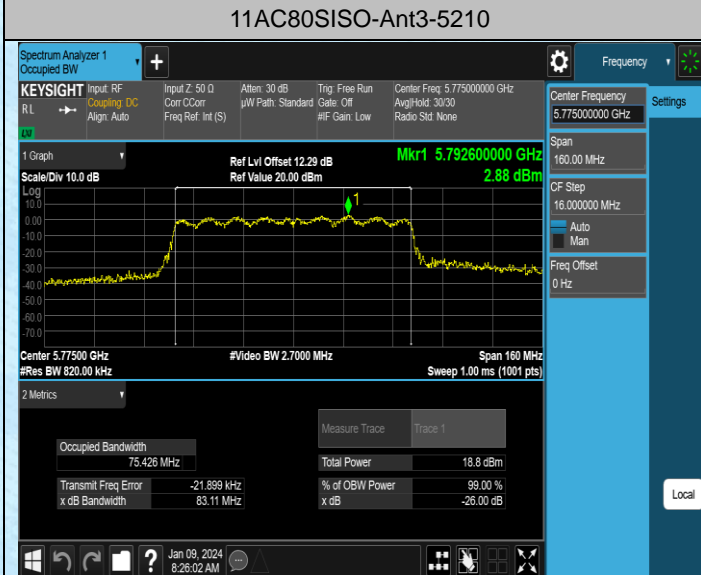 11AC80SISO-Ant3-5210
Spectrum Analyzer 1
Occupied BW
Frequency
KEYSIGHT
RL
LXI
Input: RF
Coupling: DC
Align: Auto
Input Z: 50 Ω
Corr CCorr
Freq Ref: Int (S)
Atten: 30 dB
µW Path: Standard
Trig: Free Run
Gate: Off
#IF Gain: Low
Center Freq: 5.775000000 GHz
Avg|Hold: 30/30
Radio Std: None
Center Frequency
5.775000000 GHz
Settings
Span
160.00 MHz
CF Step
16.000000 MHz
Auto
Man
Freq Offset
0 Hz
1 Graph
Scale/Div 10.0 dB
Ref Lvl Offset 12.29 dB
Ref Value 20.00 dBm
Mkr1 5.792600000 GHz
2.88 dBm
Log
10.0
0.00
-10.0
-20.0
-30.0
-40.0
-50.0
-60.0
-70.0
1
Center 5.77500 GHz
#Video BW 2.7000 MHz
Span 160 MHz
#Res BW 820.00 kHz
Sweep 1.00 ms (1001 pts)
2 Metrics
Measure Trace
Trace 1
Occupied Bandwidth
75.426 MHz
Total Power
18.8 dBm
Transmit Freq Error
-21.899 kHz
% of OBW Power
99.00 %
x dB Bandwidth
83.11 MHz
x dB
-26.00 dB
Local
Jan 09, 2024
8:26:02 AM